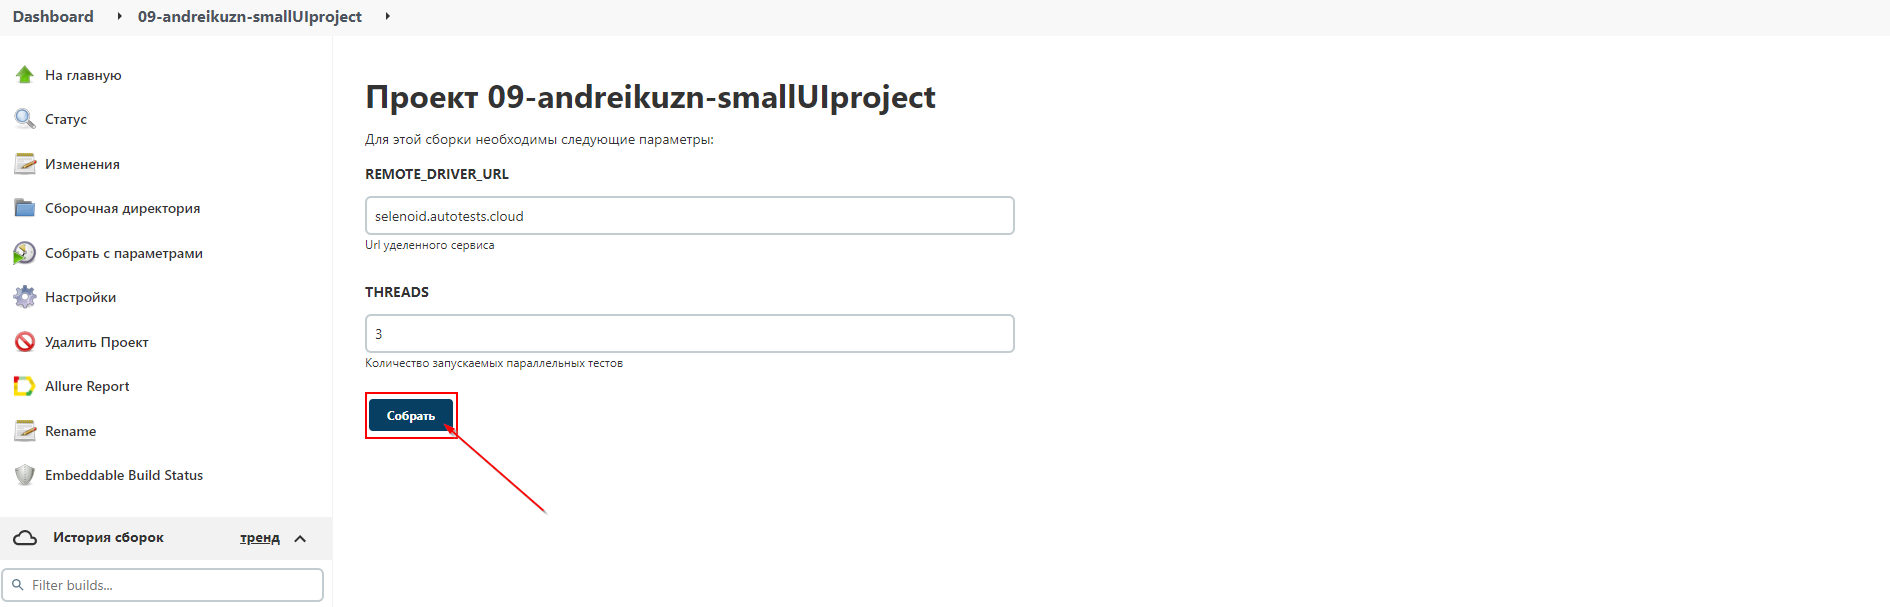 Dashboard 09-andreikuzn-smallUIproject
На главную
Статус
Изменения
Сборочная директория
Собрать с параметрами
Настройки
Удалить Проект
Allure Report
Rename
Embeddable Build Status
История сборок тренд
Filter builds...
Проект 09-andreikuzn-smallUIproject
Для этой сборки необходимы следующие параметры:
REMOTE_DRIVER_URL
selenoid.autotests.cloud
Url уделенного сервиса
THREADS
3
Количество запускаемых параллельных тестов
Собрать